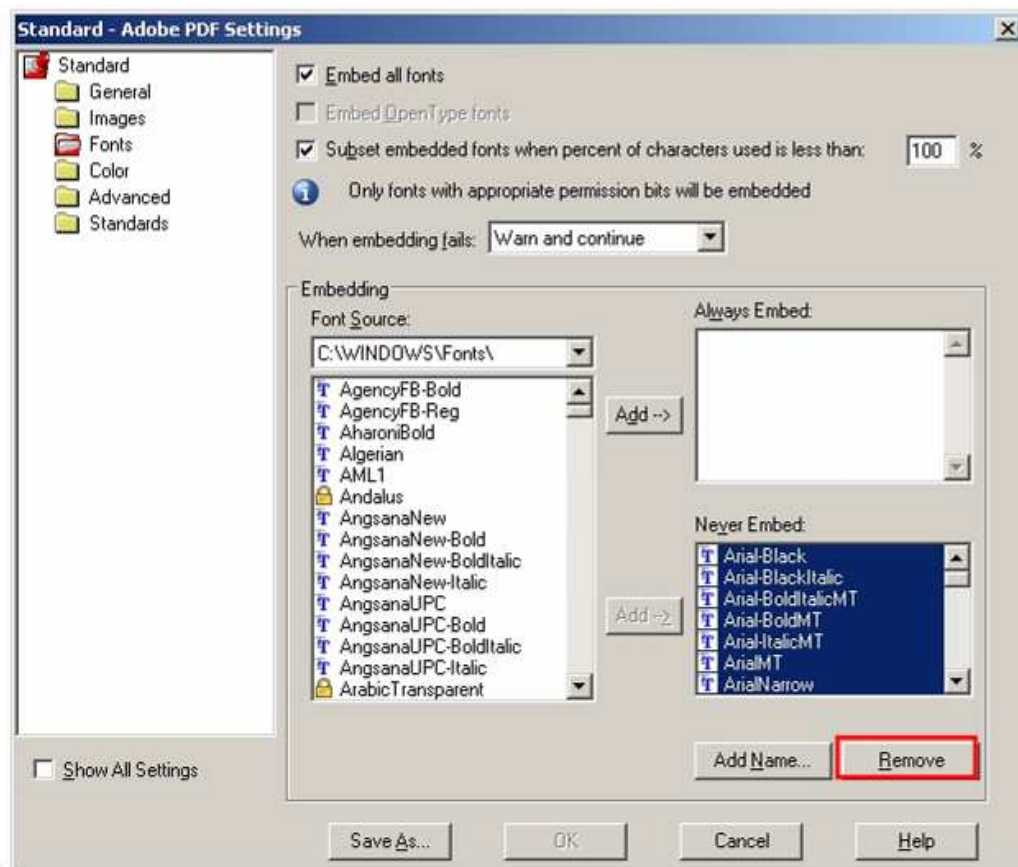 Standard - Adobe PDF Settings
Standard
General
Images
Fonts
Color
Advanced
Standards
Show All Settings
Embed all fonts
Embed OpenType fonts
Subset embedded fonts when percent of characters used is less than: 100 %
Only fonts with appropriate permission bits will be embedded
When embedding fails: Warn and continue
Embedding
Font Source:
C:\WINDOWS\Fonts\
AgencyFB-Bold
AgencyFB-Reg
AharoniBold
Algerian
AML1
Andalus
AngsanaNew
AngsanaNew-Bold
AngsanaNew-BoldItalic
AngsanaNew-Italic
AngsanaUPC
AngsanaUPC-Bold
AngsanaUPC-BoldItalic
AngsanaUPC-Italic
ArabicTransparent
Add -->
Add -->
Always Embed:
Never Embed:
Arial-Black
Arial-BlackItalic
Arial-BoldItalicMT
Arial-BoldMT
Arial-ItalicMT
ArialMT
ArialNarrow
Add Name... Remove
Save As... OK Cancel Help